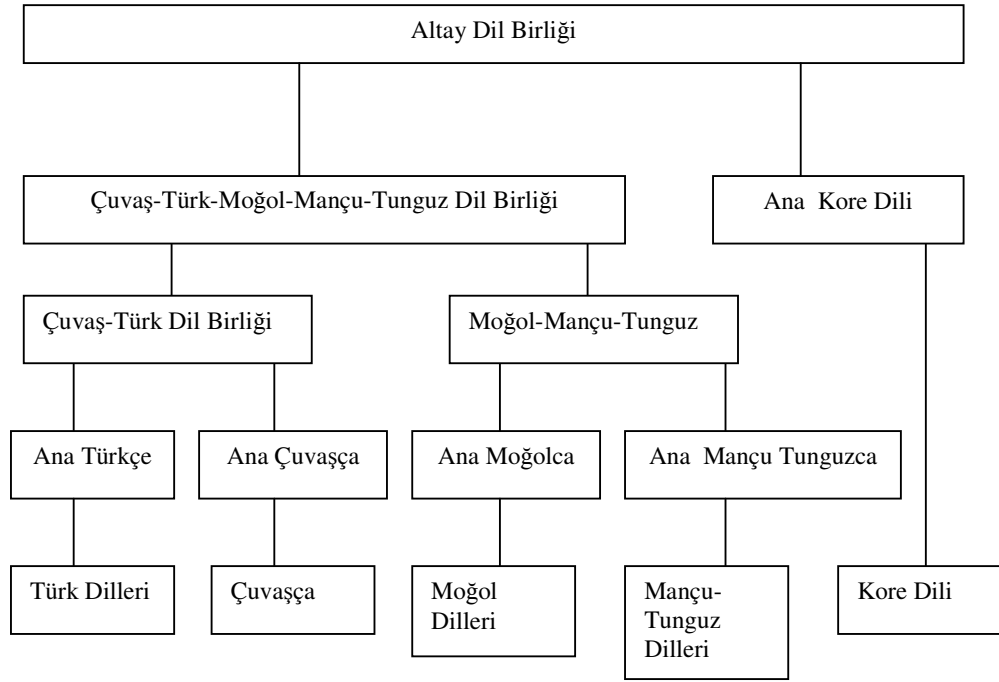 Altay Dil Birliği
Çuvaş-Türk-Moğol-Mançu-Tunguz Dil Birliği
Ana Kore Dili
Çuvaş-Türk Dil Birliği
Moğol-Mançu-Tunguz
Ana Türkçe
Ana Çuvaşça
Ana Moğolca
Ana Mançu Tunguzca
Türk Dilleri
Çuvaşça
Moğol
Dilleri
Mançu-
Tunguz
Dilleri
Kore Dili